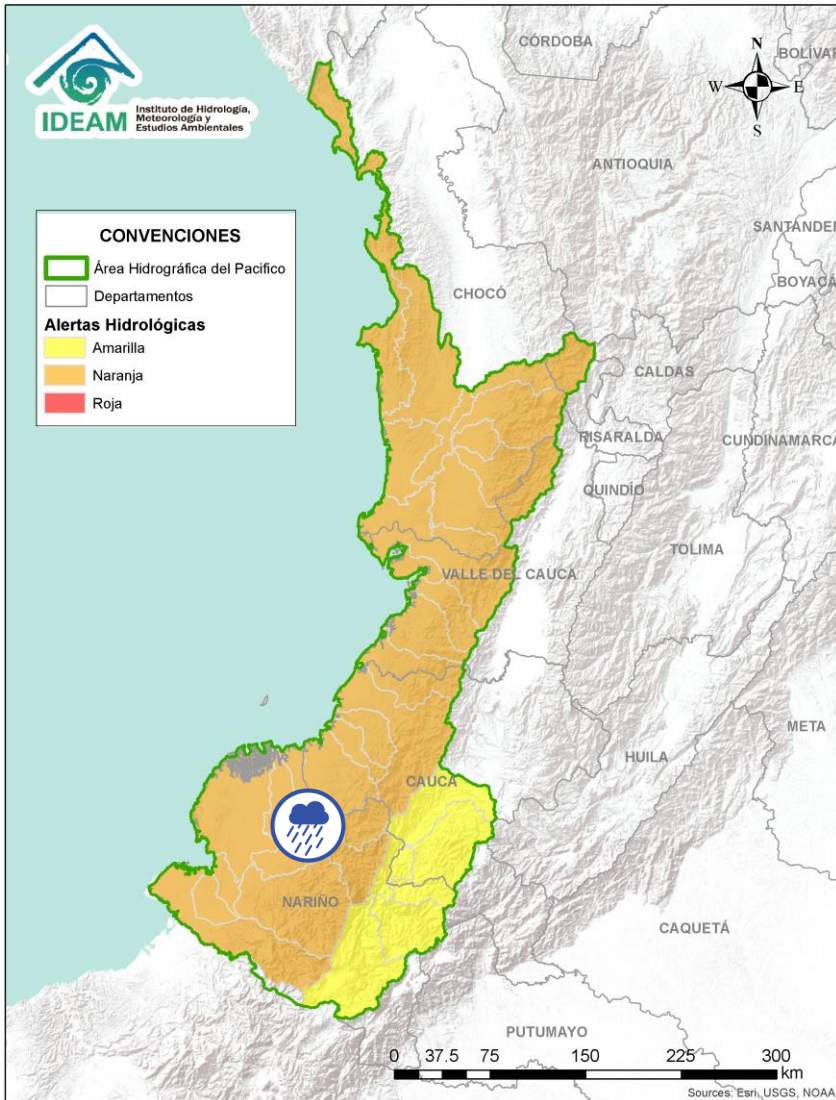 IDEAM
Instituto de Hidrología,
Meteorología y
Estudios Ambientales
CÓRDOBA
BOLÍVAR
N
W
E
S
ANTIOQUIA
SANTANDER
BOYACÁ
CONVENCIONES
Área Hidrográfica del Pacifico
Departamentos
Alertas Hidrológicas
Amarilla
Naranja
Roja
CHOCÓ
CALDAS
RISARALDA
CUNDINAMARCA
QUINDÍO
TOLIMA
VALLE DEL CAUCA
META
HUILA
CAUCA
NARIÑO
CAQUETÁ
PUTUMAYO
0 37.5 75 150 225 300
km
Sources: Esri, USGS, NOAA